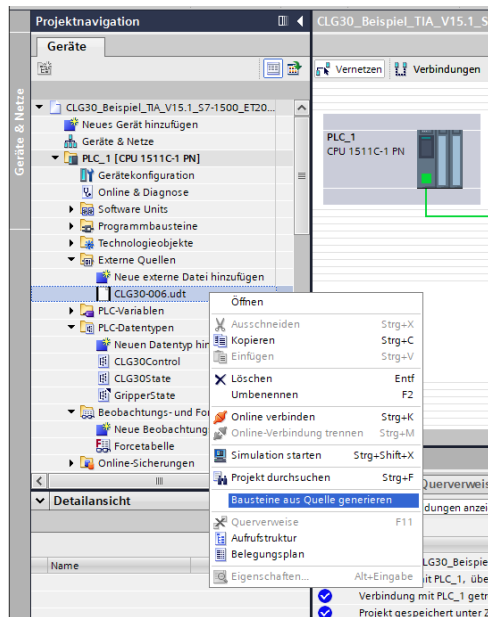 Projektnavigation
CLG30_Beispiel_TIA_V15.1_S
Geräte
Vernetzen
Verbindungen
Geräte & Netze
CLG30_Beispiel_TIA_V15.1_S7-1500_ET20...
Neues Gerät hinzufügen
Geräte & Netze
PLC_1 [CPU 1511C-1 PN]
Gerätekonfiguration
Online & Diagnose
Software Units
Programmbausteine
Technologieobjekte
Externe Quellen
Neue externe Datei hinzufügen
CLG30-006.udt
PLC-Variablen
PLC-Datentypen
Neuen Datentyp hin
CLG30Control
CLG30State
GripperState
Beobachtungs- und For
Neue Beobachtung
Forcetabelle
Online-Sicherungen
PLC_1
CPU 1511C-1 PN
Öffnen
Ausschneiden Strg+X
Kopieren Strg+C
Einfügen Strg+V
Löschen Entf
Umbenennen F2
Online verbinden Strg+K
Online-Verbindung trennen Strg+M
Simulation starten Strg+Shift+X
Projekt durchsuchen Strg+F
Bausteine aus Quelle generieren
Querverweise F11
Aufrufstruktur
Belegungsplan
Eigenschaften... Alt+Eingabe
Detailansicht
Name
Querverweis
dungen anzei
LG30_Beispie
it PLC_1, übe
Verbindung mit PLC_1 getr
Projekt gespeichert unter Z